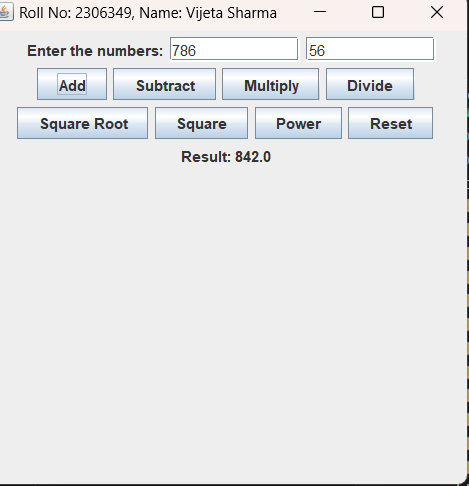 Roll No: 2306349, Name: Vijeta Sharma
Enter the numbers: 786 56
Add Subtract Multiply Divide
Square Root Square Power Reset
Result: 842.0